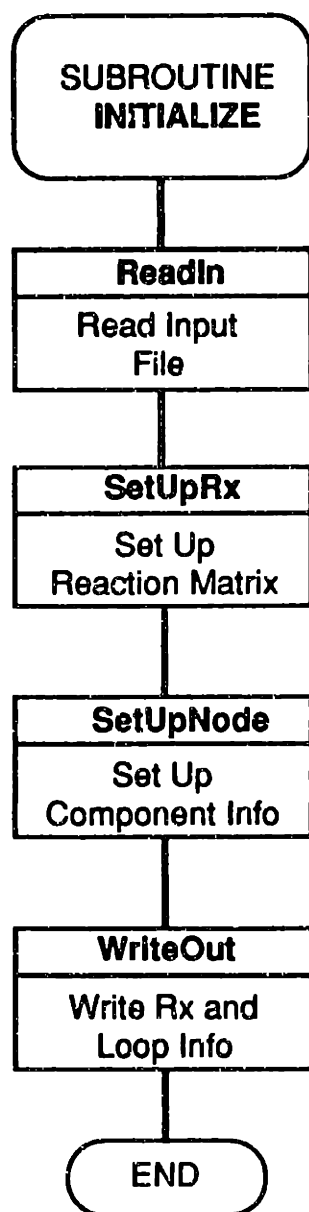 SUBROUTINE
INITIALIZE
ReadIn
Read Input
File
SetUpRx
Set Up
Reaction Matrix
SetUpNode
Set Up
Component Info
WriteOut
Write Rx and
Loop Info
END